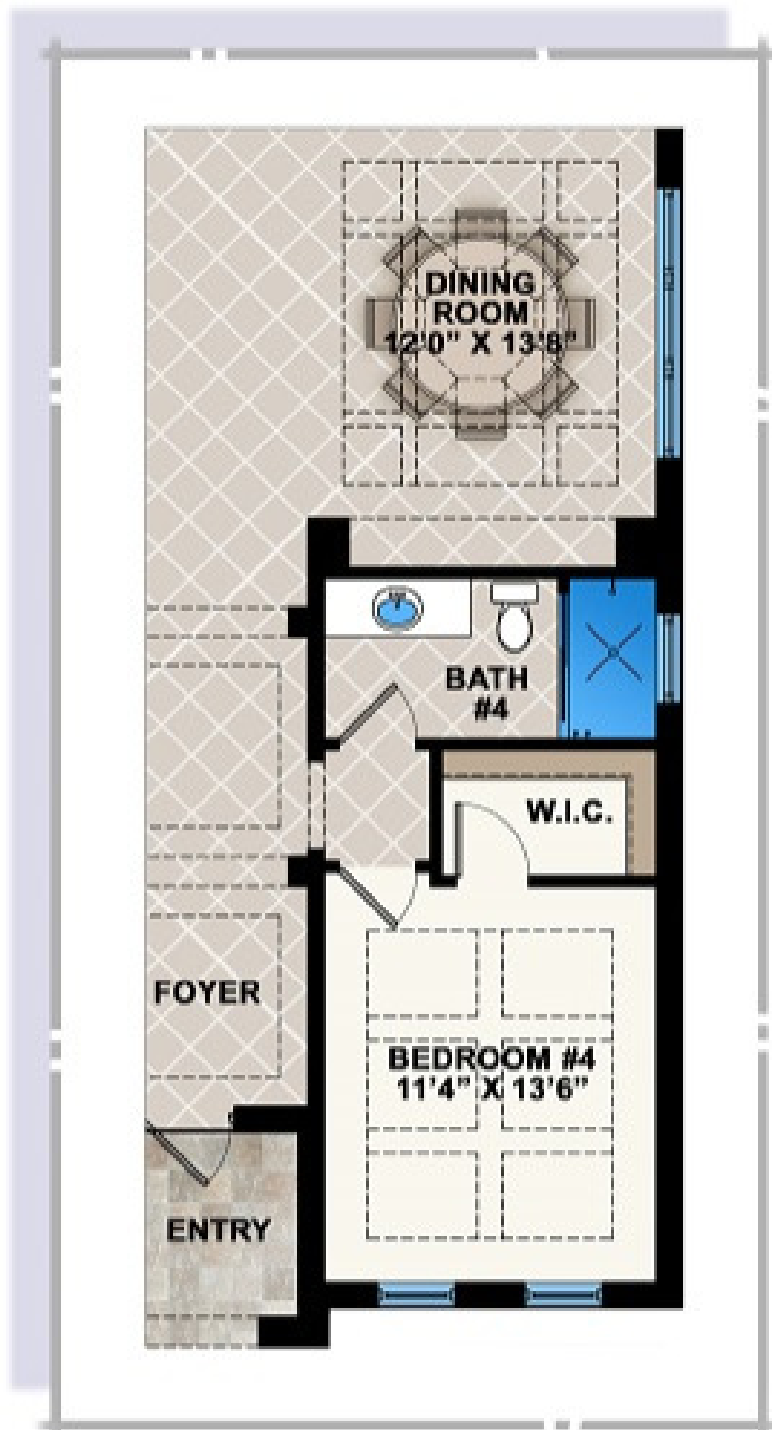 DINING
ROOM
12'0" X 13'8"
BATH
#4
W.I.C.
FOYER
BEDROOM #4
11'4" X 13'6"
ENTRY